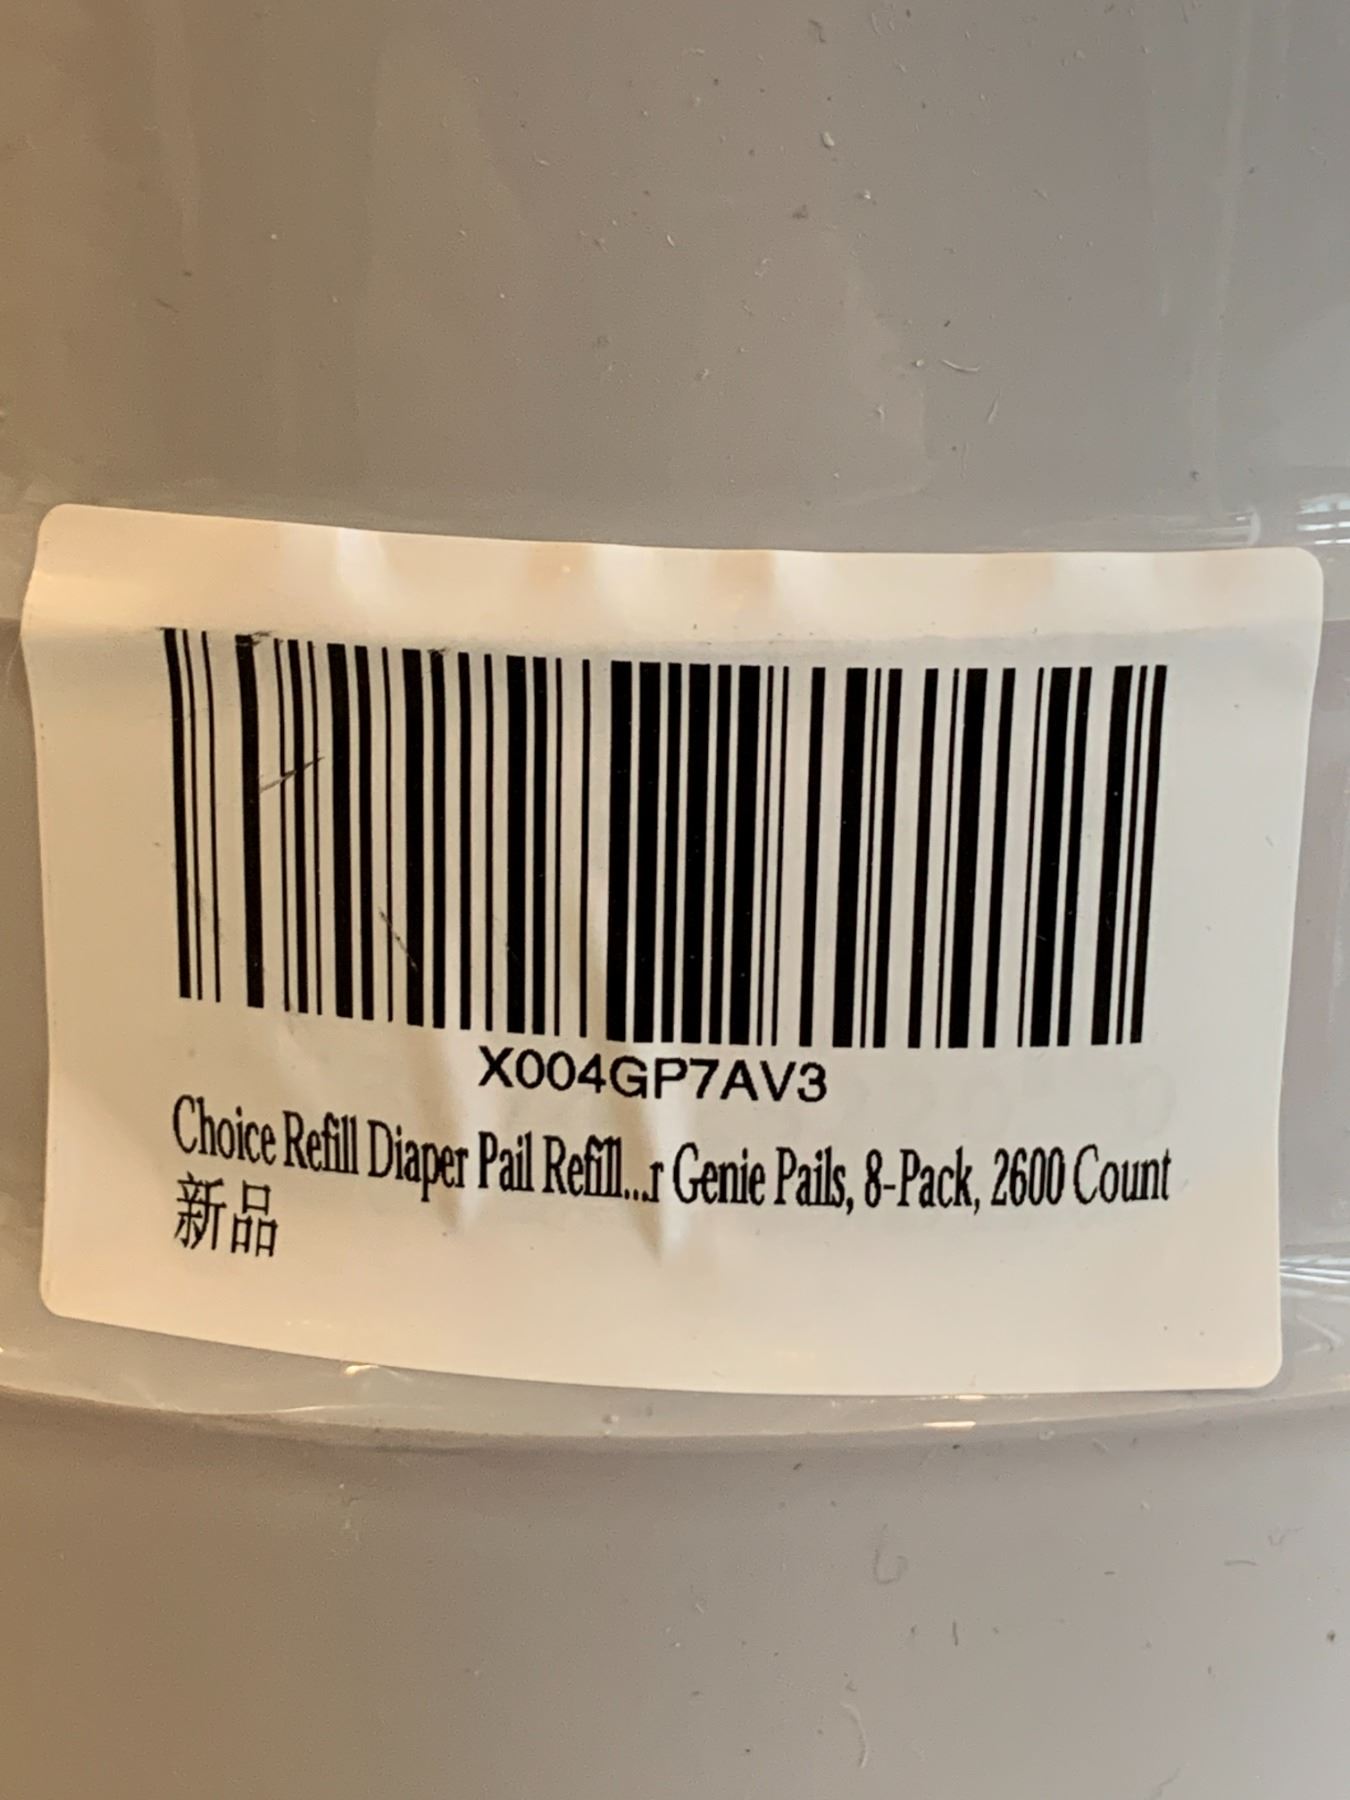 X004GP7AV3
Choice Refill Diaper Pail Refill...r Genie Pails, 8-Pack, 2600 Count
新品